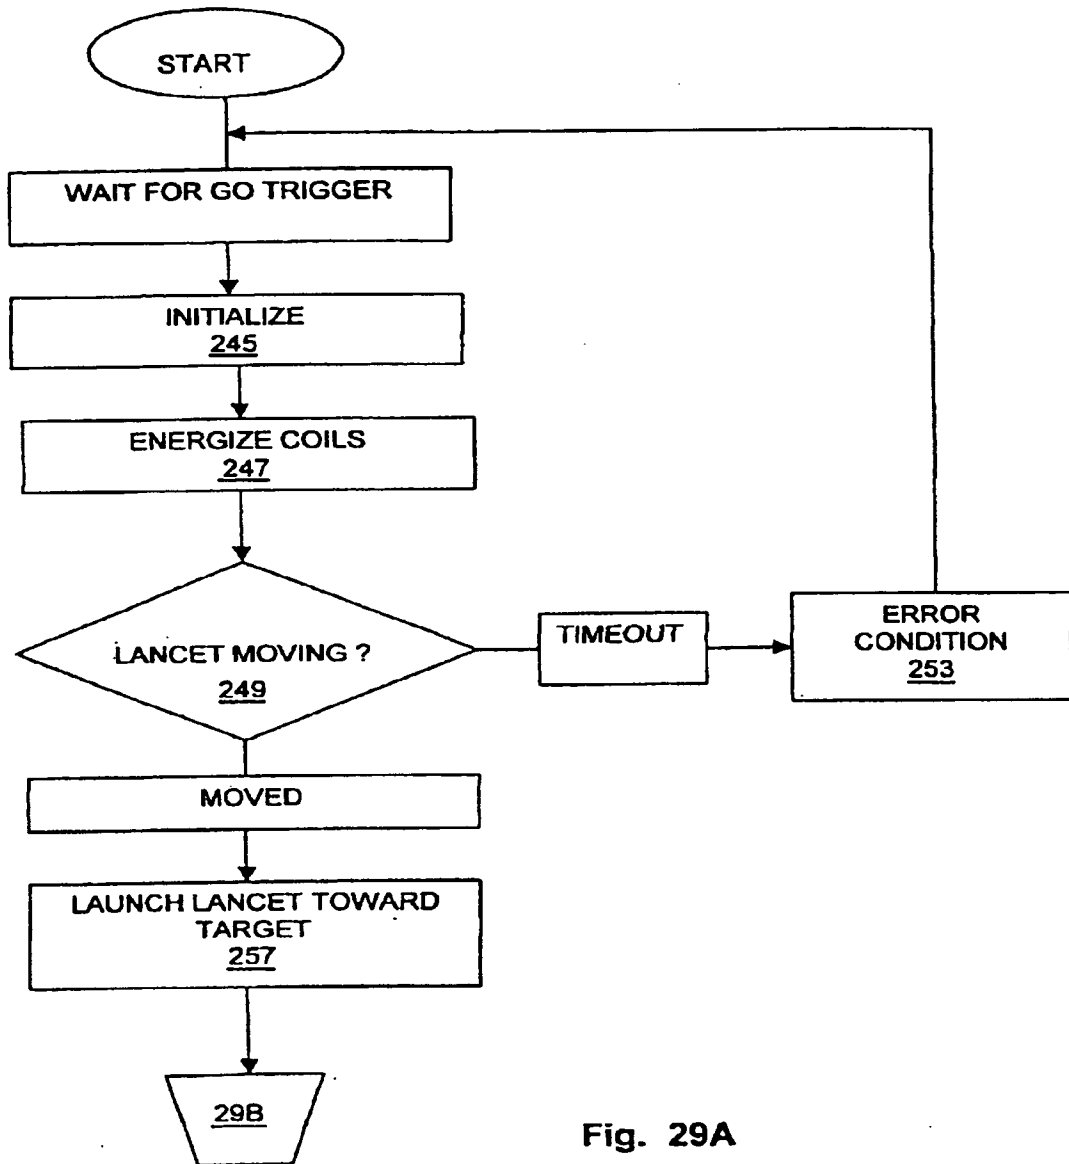 START
WAIT FOR GO TRIGGER
INITIALIZE
245
ENERGIZE COILS
247
LANCET MOVING ?
249
TIMEOUT
ERROR
CONDITION
253
MOVED
LAUNCH LANCET TOWARD
TARGET
257
29B
Fig. 29A